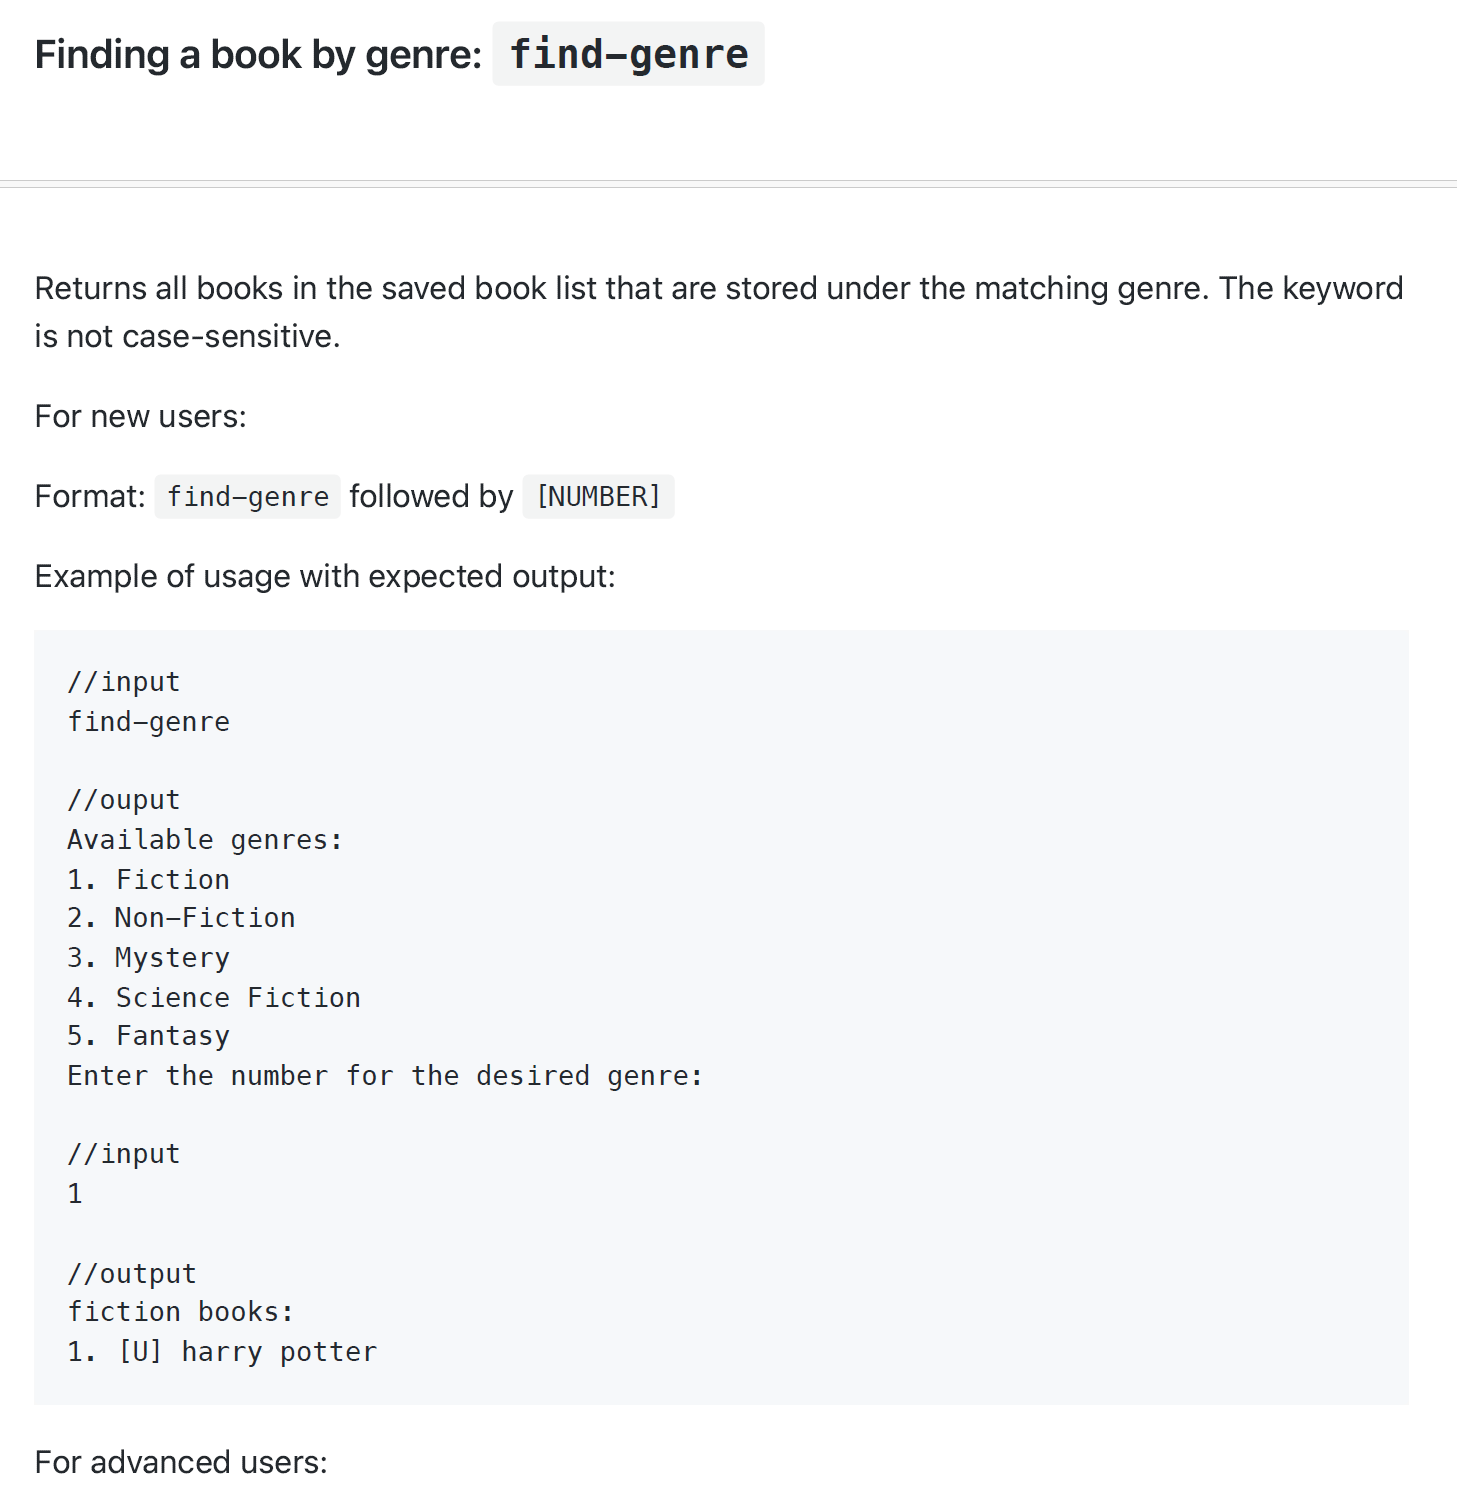 Finding a book by genre: find-genre
Returns all books in the saved book list that are stored under the matching genre. The keyword
is not case-sensitive.
For new users:
Format: find-genre followed by [NUMBER]
Example of usage with expected output:
//input
find-genre
//ouput
Available genres:
1. Fiction
2. Non-Fiction
3. Mystery
4. Science Fiction
5. Fantasy
Enter the number for the desired genre:
//input
1
//output
fiction books:
1. [U] harry potter
For advanced users: